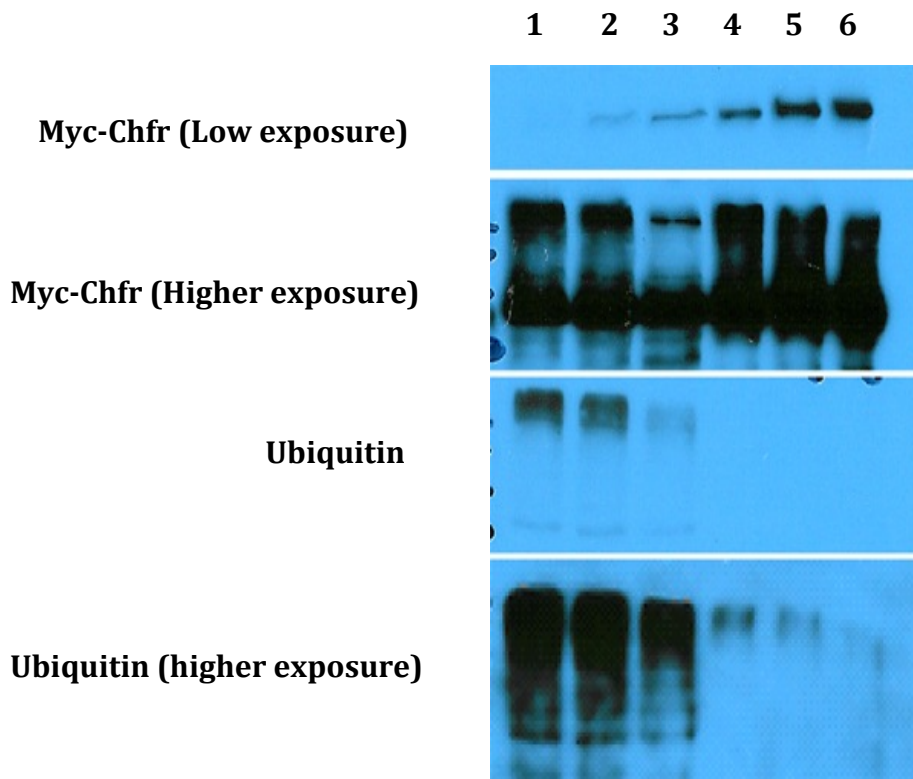 1 2 3 4 5 6
Myc-Chfr (Low exposure)
Myc-Chfr (Higher exposure)
Ubiquitin
Ubiquitin (higher exposure)